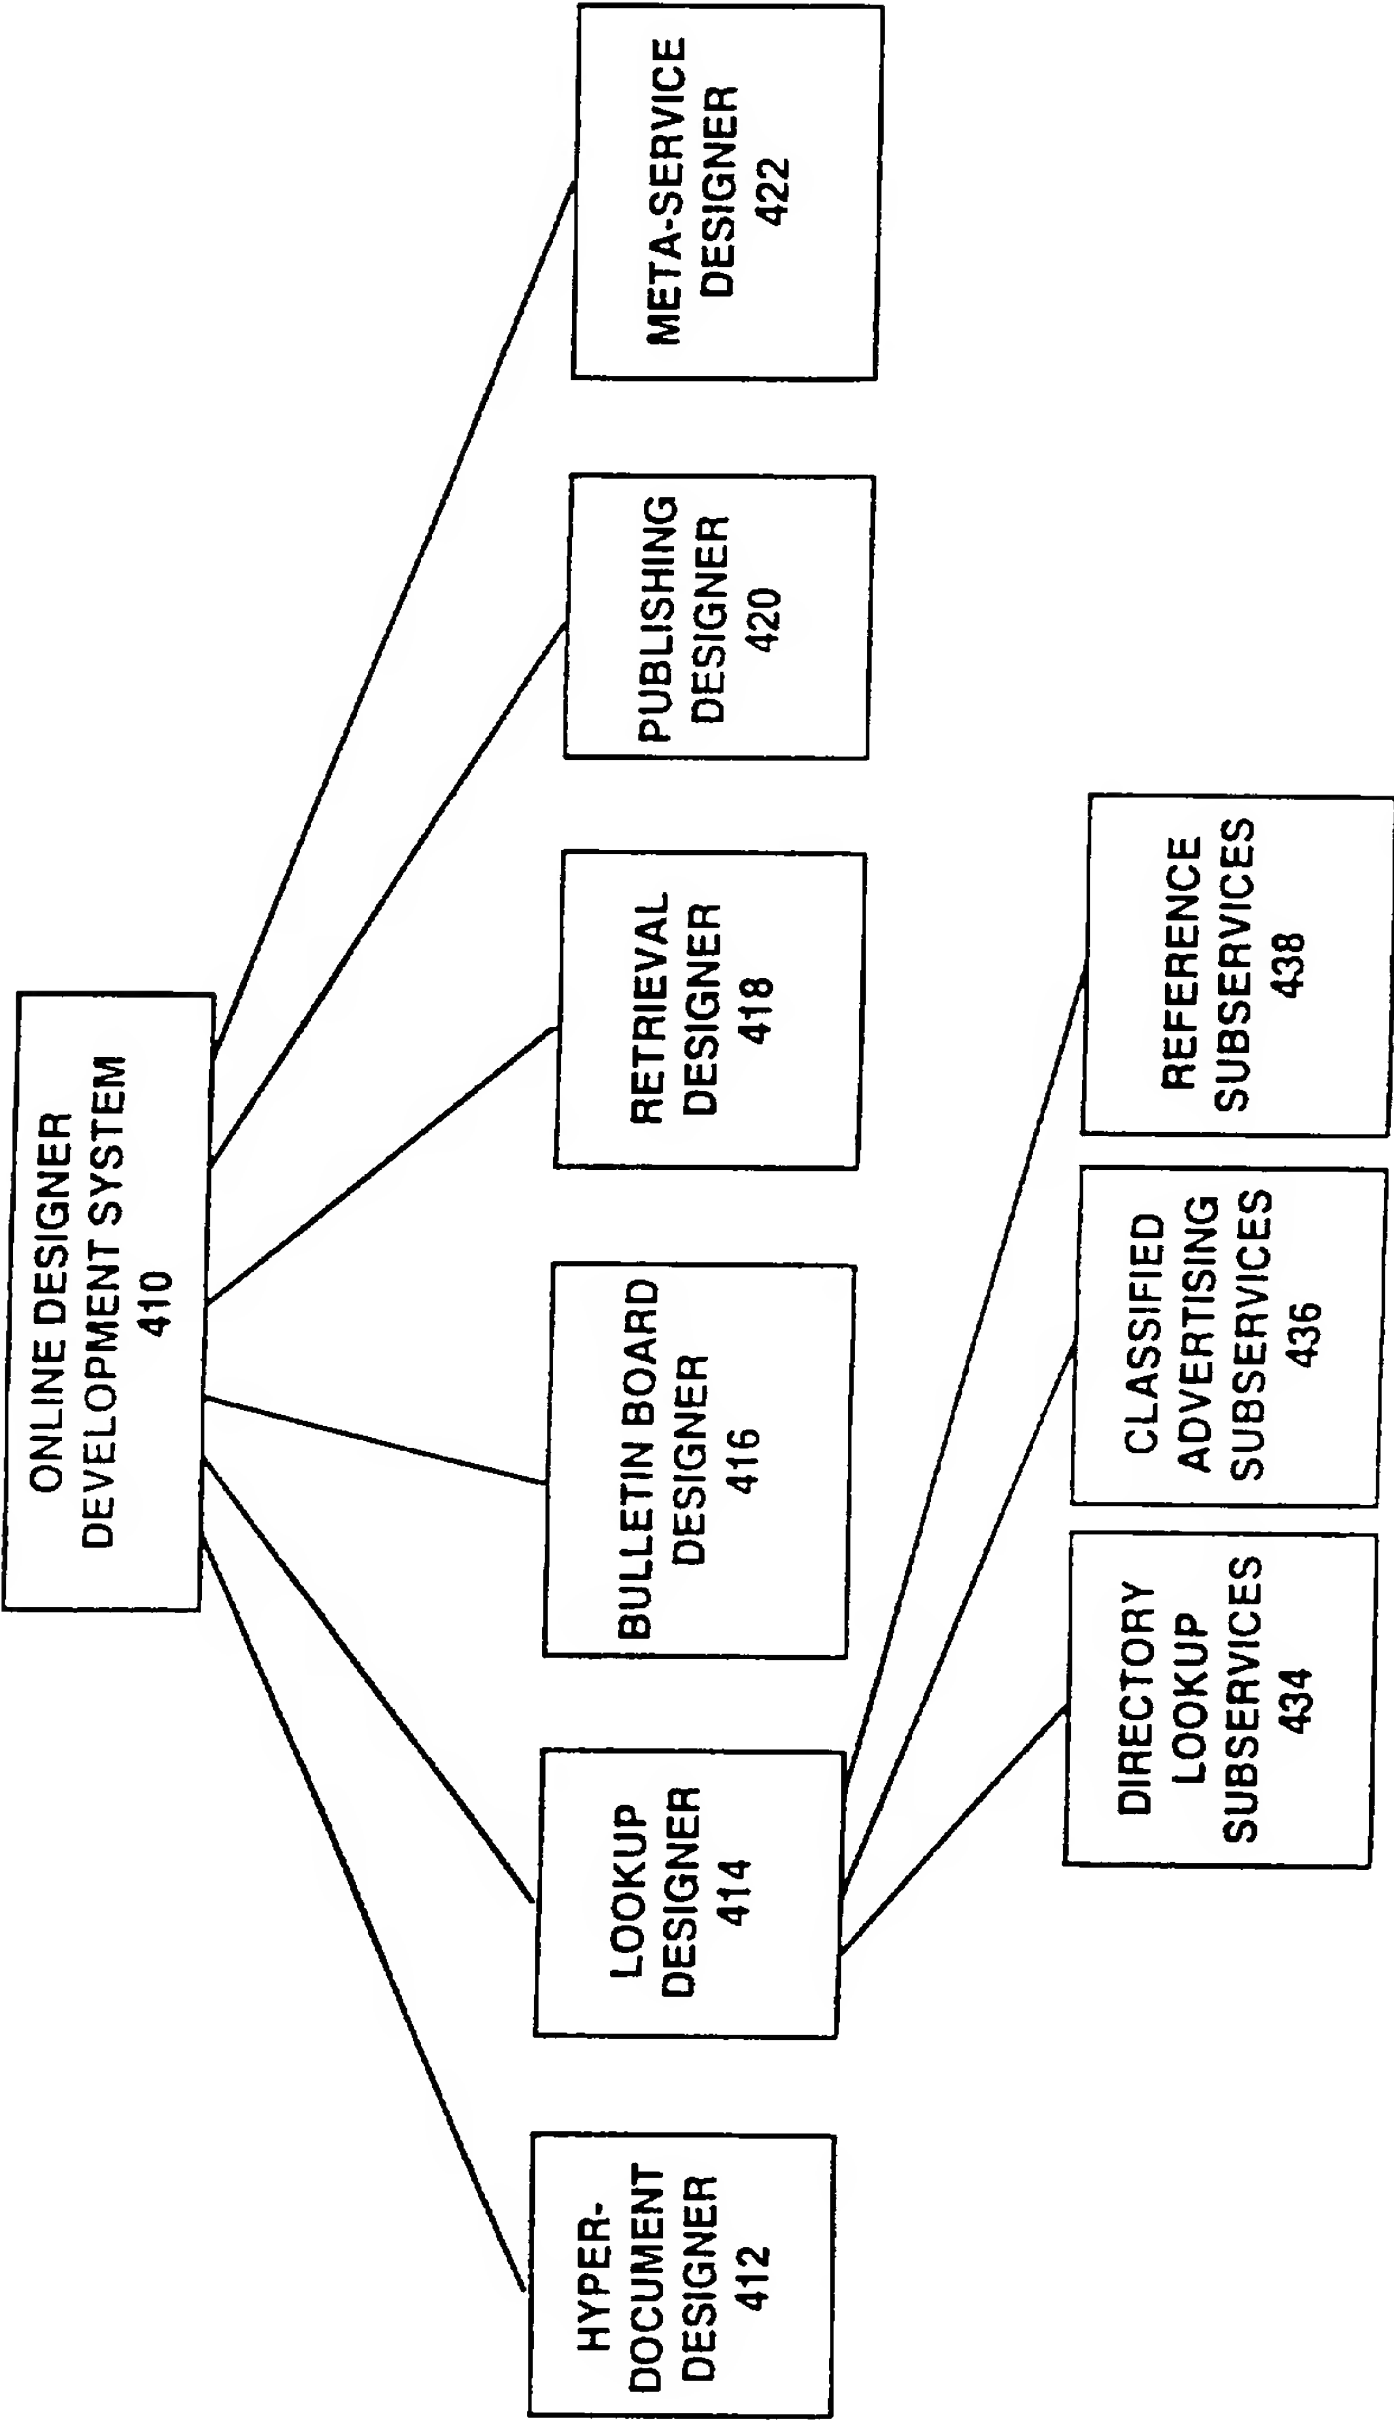 ONLINE DESIGNER
DEVELOPMENT SYSTEM
410
HYPER-
DOCUMENT
DESIGNER
412
LOOKUP
DESIGNER
414
BULLETIN BOARD
DESIGNER
416
RETRIEVAL
DESIGNER
418
PUBLISHING
DESIGNER
420
META-SERVICE
DESIGNER
422
DIRECTORY
LOOKUP
SUBSERVICES
434
CLASSIFIED
ADVERTISING
SUBSERVICES
436
REFERENCE
SUBSERVICES
438